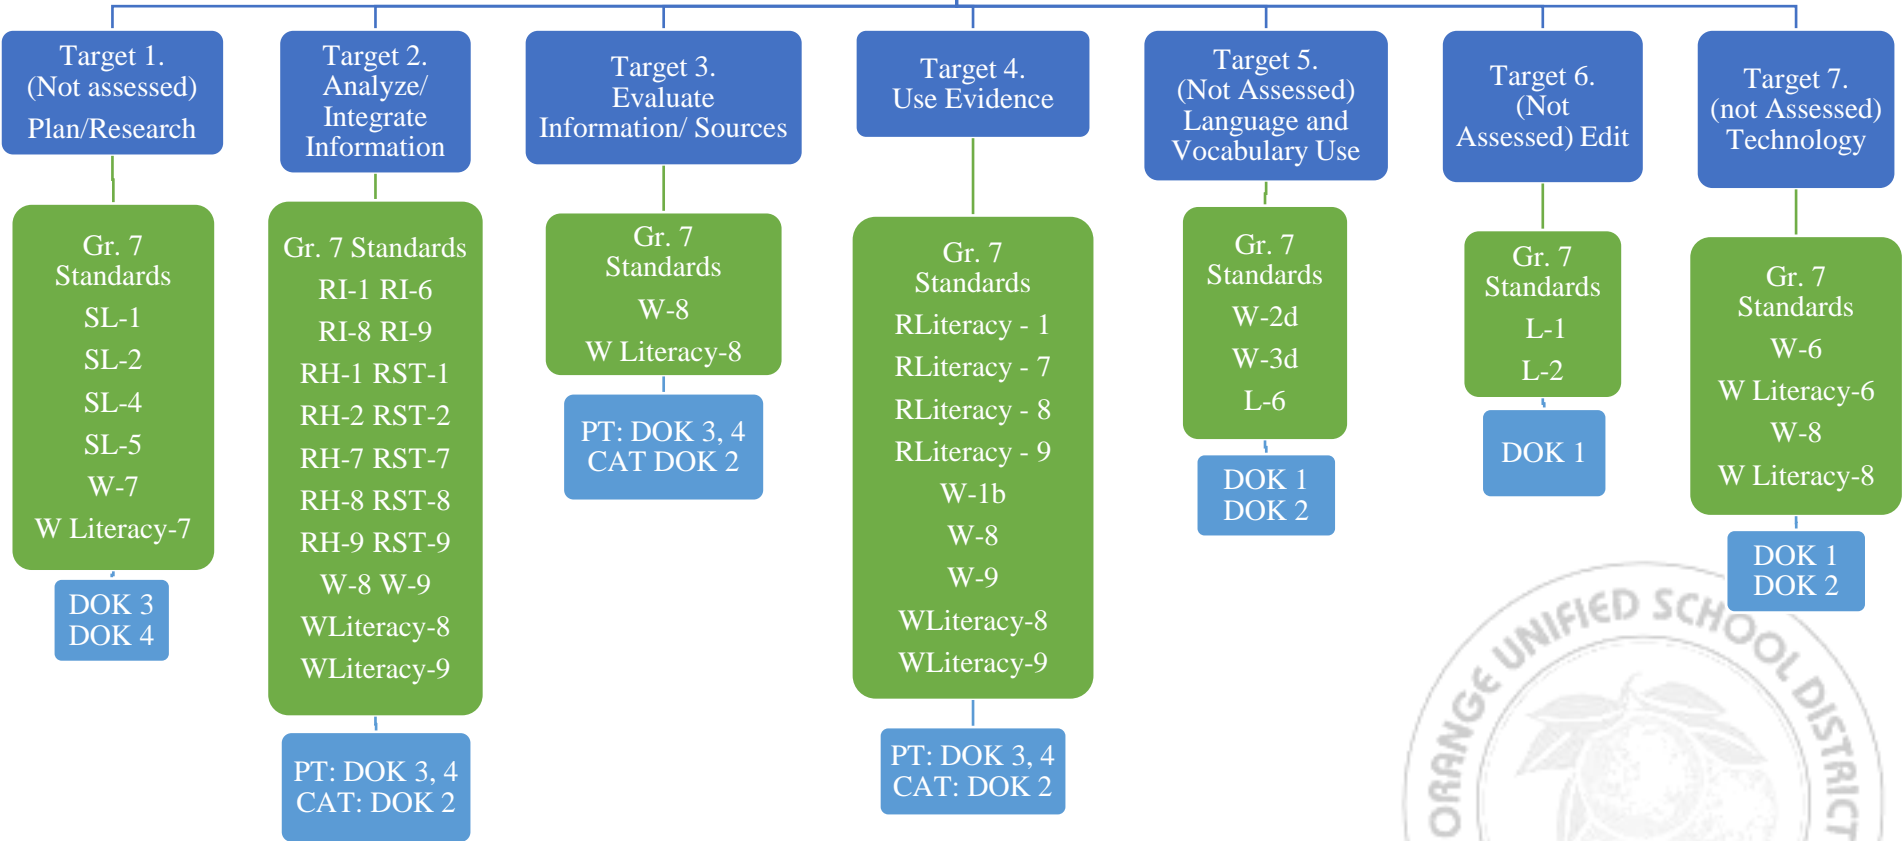 Target 1.
(Not assessed)
Plan/Research
Gr. 7
Standards
SL-1
SL-2
SL-4
SL-5
W-7
W Literacy-7
DOK 3
DOK 4
Target 2.
Analyze/
Integrate
Information
Gr. 7 Standards
RI-1 RI-6
RI-8 RI-9
RH-1 RST-1
RH-2 RST-2
RH-7 RST-7
RH-8 RST-8
RH-9 RST-9
W-8 W-9
WLiteracy-8
WLiteracy-9
PT: DOK 3, 4
CAT: DOK 2
Target 3.
Evaluate
Information/ Sources
Gr. 7
Standards
W-8
W Literacy-8
PT: DOK 3, 4
CAT DOK 2
Target 4.
Use Evidence
Gr. 7
Standards
RLiteracy - 1
RLiteracy - 7
RLiteracy - 8
RLiteracy - 9
W-1b
W-8
W-9
WLiteracy-8
WLiteracy-9
PT: DOK 3, 4
CAT: DOK 2
Target 5.
(Not Assessed)
Language and
Vocabulary Use
Gr. 7
Standards
W-2d
W-3d
L-6
DOK 1
DOK 2
Target 6.
(Not
Assessed) Edit
Gr. 7
Standards
L-1
L-2
DOK 1
Target 7.
(not Assessed)
Technology
Gr. 7
Standards
W-6
W Literacy-6
W-8
W Literacy-8
DOK 1
DOK 2
ORANGE UNIFIED SCHOOL DISTRICT